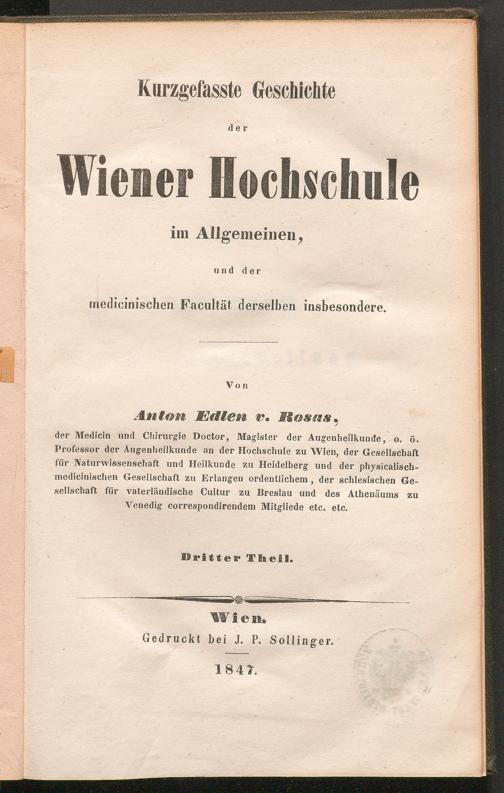 Kurzgefasste Geschichte
der
Wiener Hochschule
im Allgemeinen,
und der
medicinischen Facultät derselben insbesondere.
Von
Anton Edlen v. Rosas,
der Medicin und Chirurgie Doctor, Magister der Augenheilkunde, o. ö.
Professor der Augenheilkunde an der Hochschule zu Wien, der Gesellschaft
für Naturwissenschaft und Heilkunde zu Heidelberg und der physicalisch-
medicinischen Gesellschaft zu Erlangen ordentlichem, der schlesischen Ge-
sellschaft für vaterländische Cultur zu Breslau und des Athenäums zu
Venedig correspondirendem Mitgliede etc. etc.
Dritter Theil.
Wien.
Gedruckt bei J. P. Sollinger.
1847.